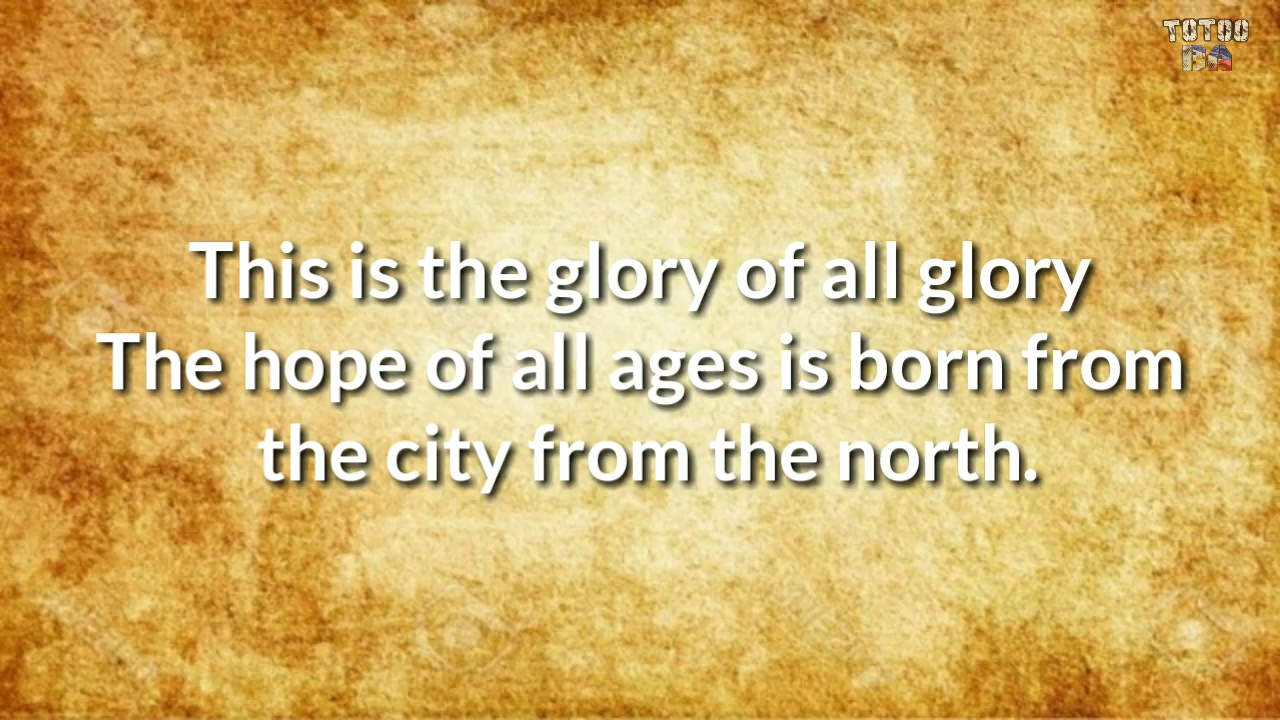 TOTOO
BA
This is the glory of all glory
The hope of all ages is born from
the city from the north.